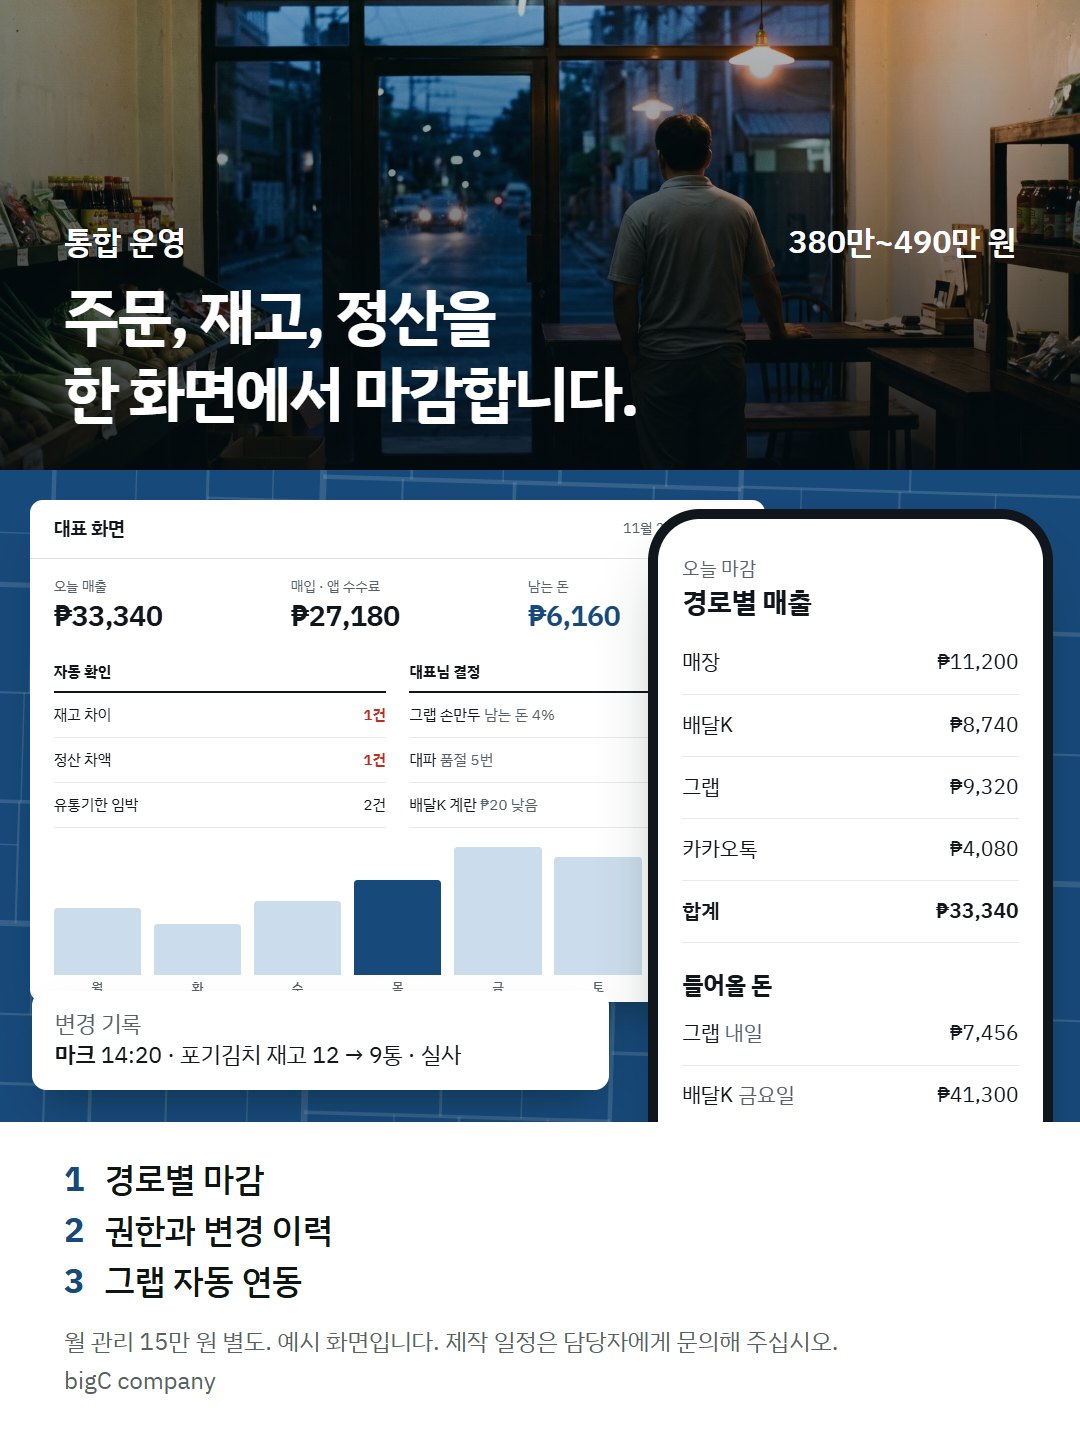 통합 운영
380만~490만 원
주문, 재고, 정산을
한 화면에서 마감합니다.
대표 화면
11월
오늘 매출
매입 · 앱 수수료
남는 돈
₱33,340
₱27,180
₱6,160
자동 확인
재고 차이 1건
정산 차액 1건
유통기한 임박 2건
대표님 결정
그랩 손만두 남는 돈 4%
대파 품절 5번
배달K 계란 ₱20 낮음
월 화 수 목 금 토
변경 기록
마크 14:20 · 포기김치 재고 12 → 9통 · 실사
오늘 마감
경로별 매출
매장 ₱11,200
배달K ₱8,740
그랩 ₱9,320
카카오톡 ₱4,080
합계 ₱33,340
들어올 돈
그랩 내일 ₱7,456
배달K 금요일 ₱41,300
1 경로별 마감
2 권한과 변경 이력
3 그랩 자동 연동
월 관리 15만 원 별도. 예시 화면입니다. 제작 일정은 담당자에게 문의해 주십시오.
bigC company